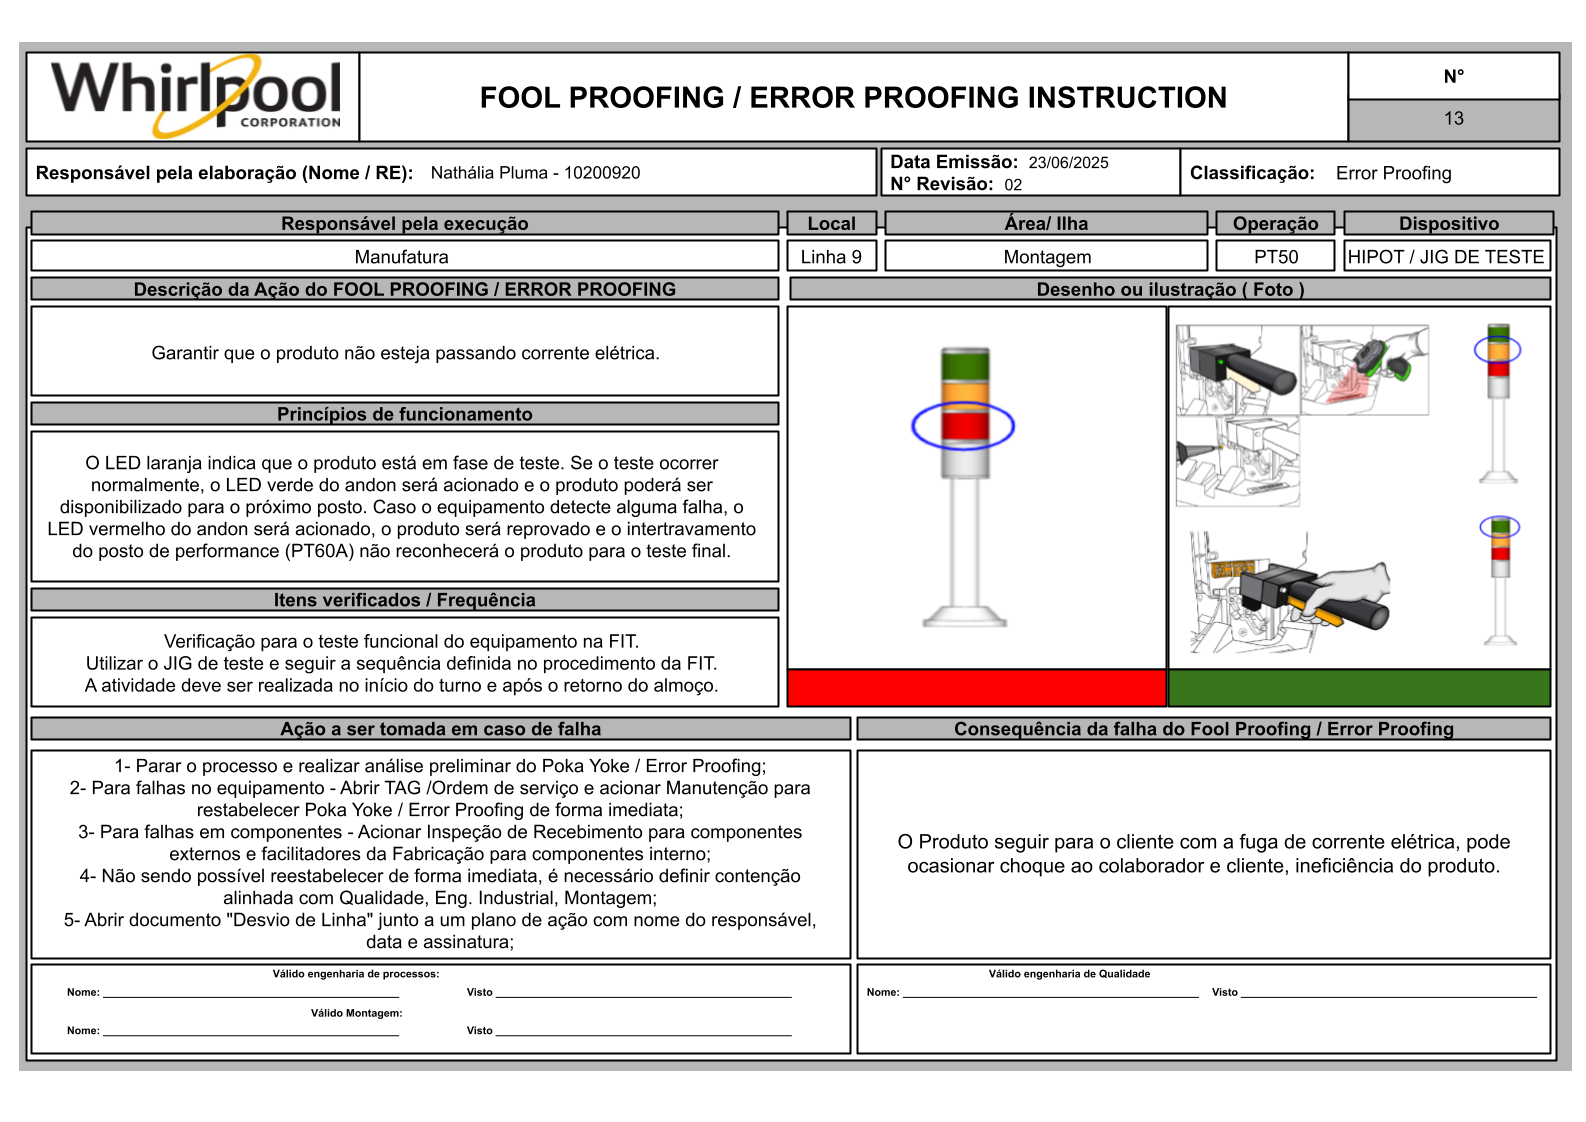 Whirlpool
CORPORATION
FOOL PROOFING / ERROR PROOFING INSTRUCTION
N°
13
Responsável pela elaboração (Nome / RE): Nathália Pluma - 10200920
Data Emissão: 23/06/2025
N° Revisão: 02
Classificação: Error Proofing
Responsável pela execução
Local
Área/ Ilha
Operação
Dispositivo
Manufatura
Linha 9
Montagem
PT50
HIPOT / JIG DE TESTE
Descrição da Ação do FOOL PROOFING / ERROR PROOFING
Desenho ou ilustração ( Foto )
Garantir que o produto não esteja passando corrente elétrica.
Princípios de funcionamento
O LED laranja indica que o produto está em fase de teste. Se o teste ocorrer
normalmente, o LED verde do andon será acionado e o produto poderá ser
disponibilizado para o próximo posto. Caso o equipamento detecte alguma falha, o
LED vermelho do andon será acionado, o produto será reprovado e o intertravamento
do posto de performance (PT60A) não reconhecerá o produto para o teste final.
Itens verificados / Frequência
Verificação para o teste funcional do equipamento na FIT.
Utilizar o JIG de teste e seguir a sequência definida no procedimento da FIT.
A atividade deve ser realizada no início do turno e após o retorno do almoço.
Ação a ser tomada em caso de falha
Consequência da falha do Fool Proofing / Error Proofing
1- Parar o processo e realizar análise preliminar do Poka Yoke / Error Proofing;
2- Para falhas no equipamento - Abrir TAG /Ordem de serviço e acionar Manutenção para
restabelecer Poka Yoke / Error Proofing de forma imediata;
3- Para falhas em componentes - Acionar Inspeção de Recebimento para componentes
externos e facilitadores da Fabricação para componentes interno;
4- Não sendo possível reestabelecer de forma imediata, é necessário definir contenção
alinhada com Qualidade, Eng. Industrial, Montagem;
5- Abrir documento "Desvio de Linha" junto a um plano de ação com nome do responsável,
data e assinatura;
O Produto seguir para o cliente com a fuga de corrente elétrica, pode
ocasionar choque ao colaborador e cliente, ineficiência do produto.
Válido engenharia de processos:
Nome: Visto
Válido Montagem:
Nome: Visto
Válido engenharia de Qualidade
Nome: Visto